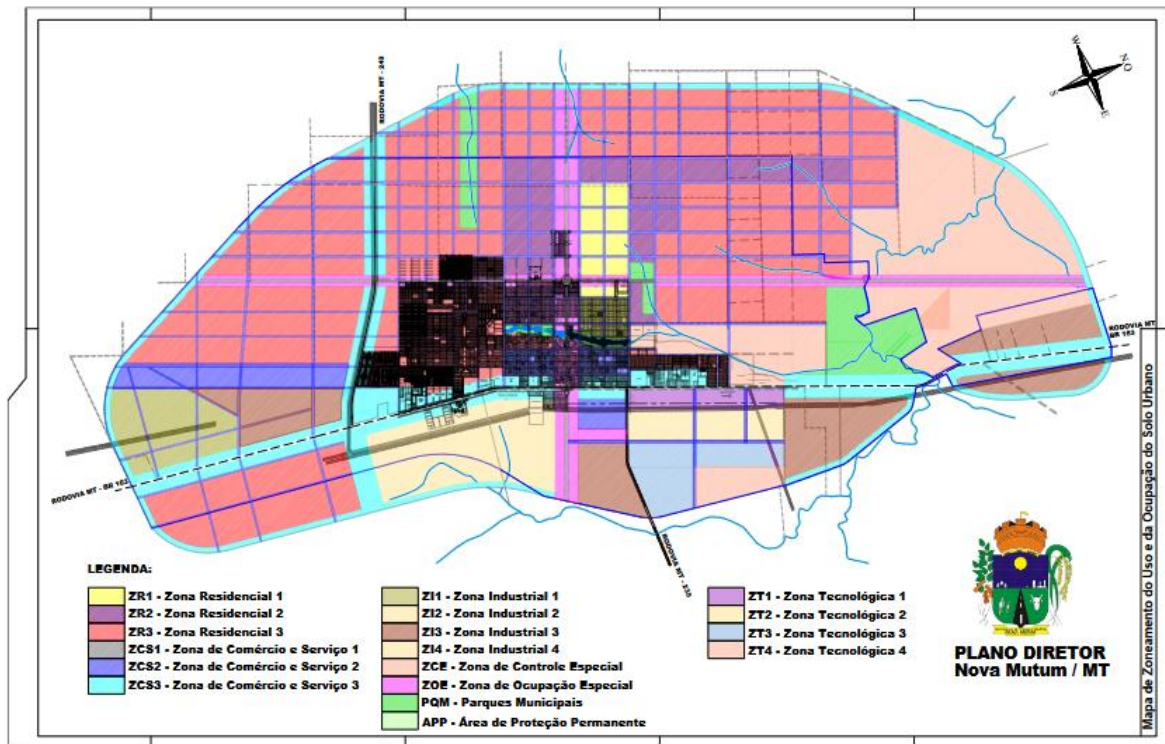 RODOVIA MT - 249
W
NO
S
E
RODOVIA MT
BR 163
RODOVIA MT - BR 163
RODOVIA MT - 235
LEGENDA:
ZR1 - Zona Residencial 1
ZR2 - Zona Residencial 2
ZR3 - Zona Residencial 3
ZCS1 - Zona de Comércio e Serviço 1
ZCS2 - Zona de Comércio e Serviço 2
ZCS3 - Zona de Comércio e Serviço 3
ZI1 - Zona Industrial 1
ZI2 - Zona Industrial 2
ZI3 - Zona Industrial 3
ZI4 - Zona Industrial 4
ZCE - Zona de Controle Especial
ZOE - Zona de Ocupação Especial
PQM - Parques Municipais
APP - Área de Proteção Permanente
ZT1 - Zona Tecnológica 1
ZT2 - Zona Tecnológica 2
ZT3 - Zona Tecnológica 3
ZT4 - Zona Tecnológica 4
PLANO DIRETOR
Nova Mutum / MT
Mapa de Zoneamento do Uso e da Ocupação do Solo Urbano